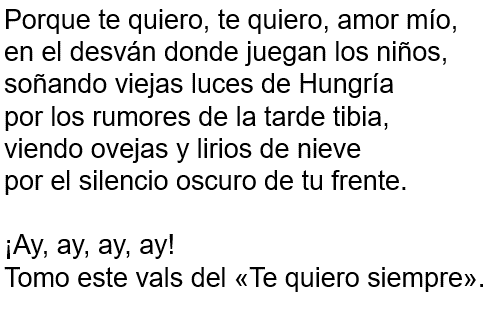 Porque te quiero, te quiero, amor mío,
en el desván donde juegan los niños,
soñando viejas luces de Hungría
por los rumores de la tarde tibia,
viendo ovejas y lirios de nieve
por el silencio oscuro de tu frente.

¡Ay, ay, ay, ay!
Tomo este vals del «Te quiero siempre».